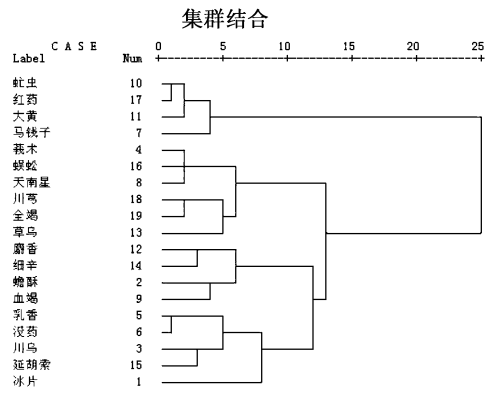 集群结合
C A S E 0 5 10 15 20 25
Label Num
虻虫 10
红药 17
大黄 11
马钱子 7
莪术 4
蜈蚣 16
天南星 8
川芎 18
全竭 19
草乌 13
麝香 12
细辛 14
蟾酥 2
血竭 9
乳香 5
没药 6
川乌 3
延胡索 15
冰片 1